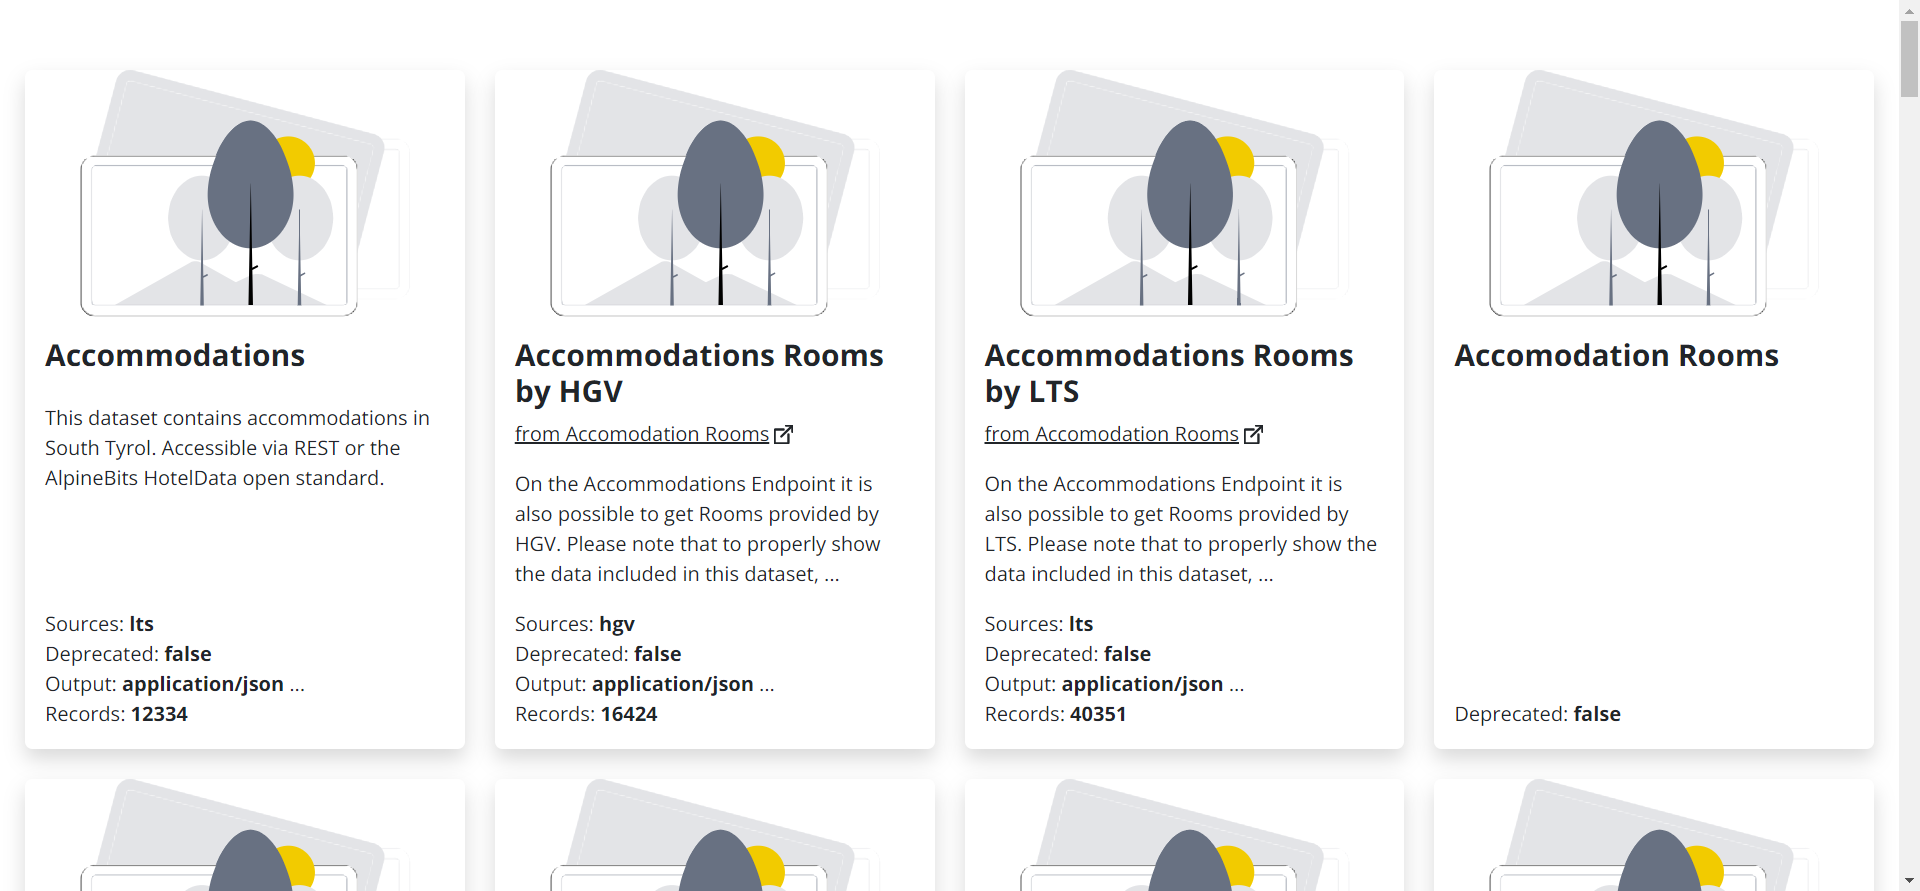 Accommodations
This dataset contains accommodations in
South Tyrol. Accessible via REST or the
AlpineBits HotelData open standard.
Sources: lts
Deprecated: false
Output: application/json ...
Records: 12334
Accommodations Rooms
by HGV
from Accomodation Rooms
On the Accommodations Endpoint it is
also possible to get Rooms provided by
HGV. Please note that to properly show
the data included in this dataset, ...
Sources: hgv
Deprecated: false
Output: application/json ...
Records: 16424
Accommodations Rooms
by LTS
from Accomodation Rooms
On the Accommodations Endpoint it is
also possible to get Rooms provided by
LTS. Please note that to properly show the
data included in this dataset, ...
Sources: lts
Deprecated: false
Output: application/json ...
Records: 40351
Accomodation Rooms
Deprecated: false